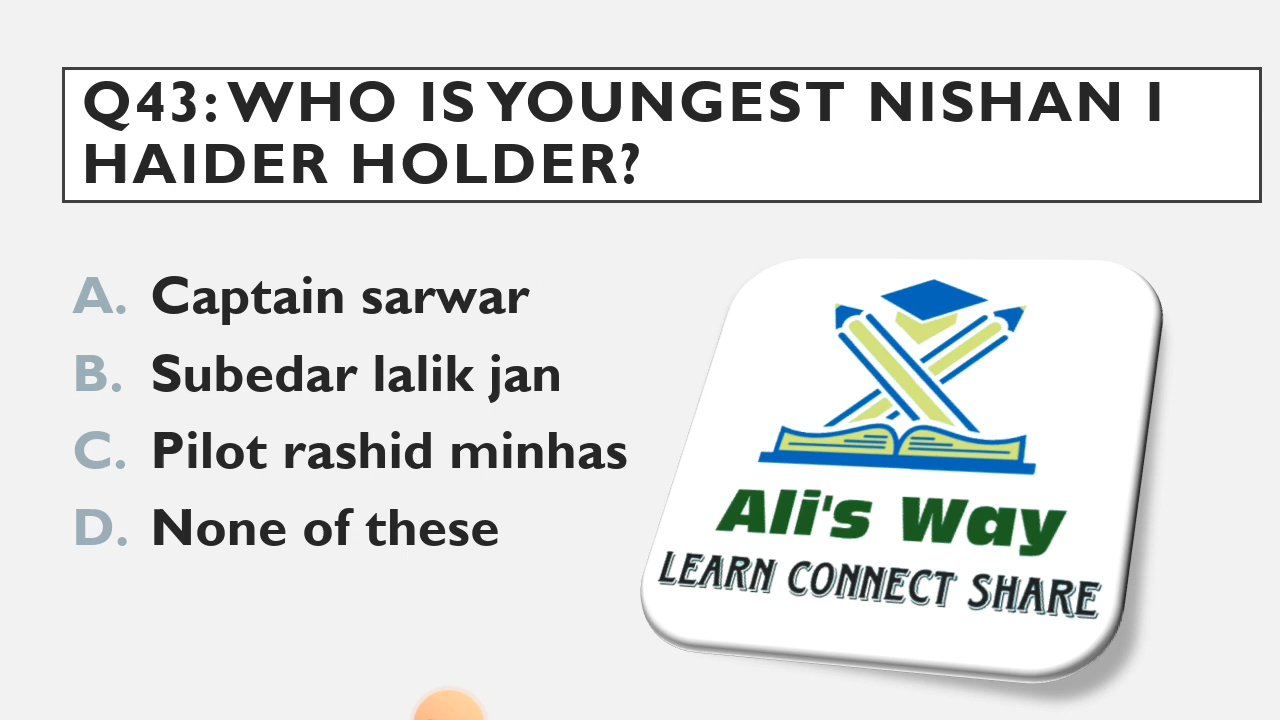 Q43: WHO IS YOUNGEST NISHAN I
HAIDER HOLDER?
A. Captain sarwar
B. Subedar lalik jan
C. Pilot rashid minhas
D. None of these
Ali's Way
LEARN CONNECT SHARE